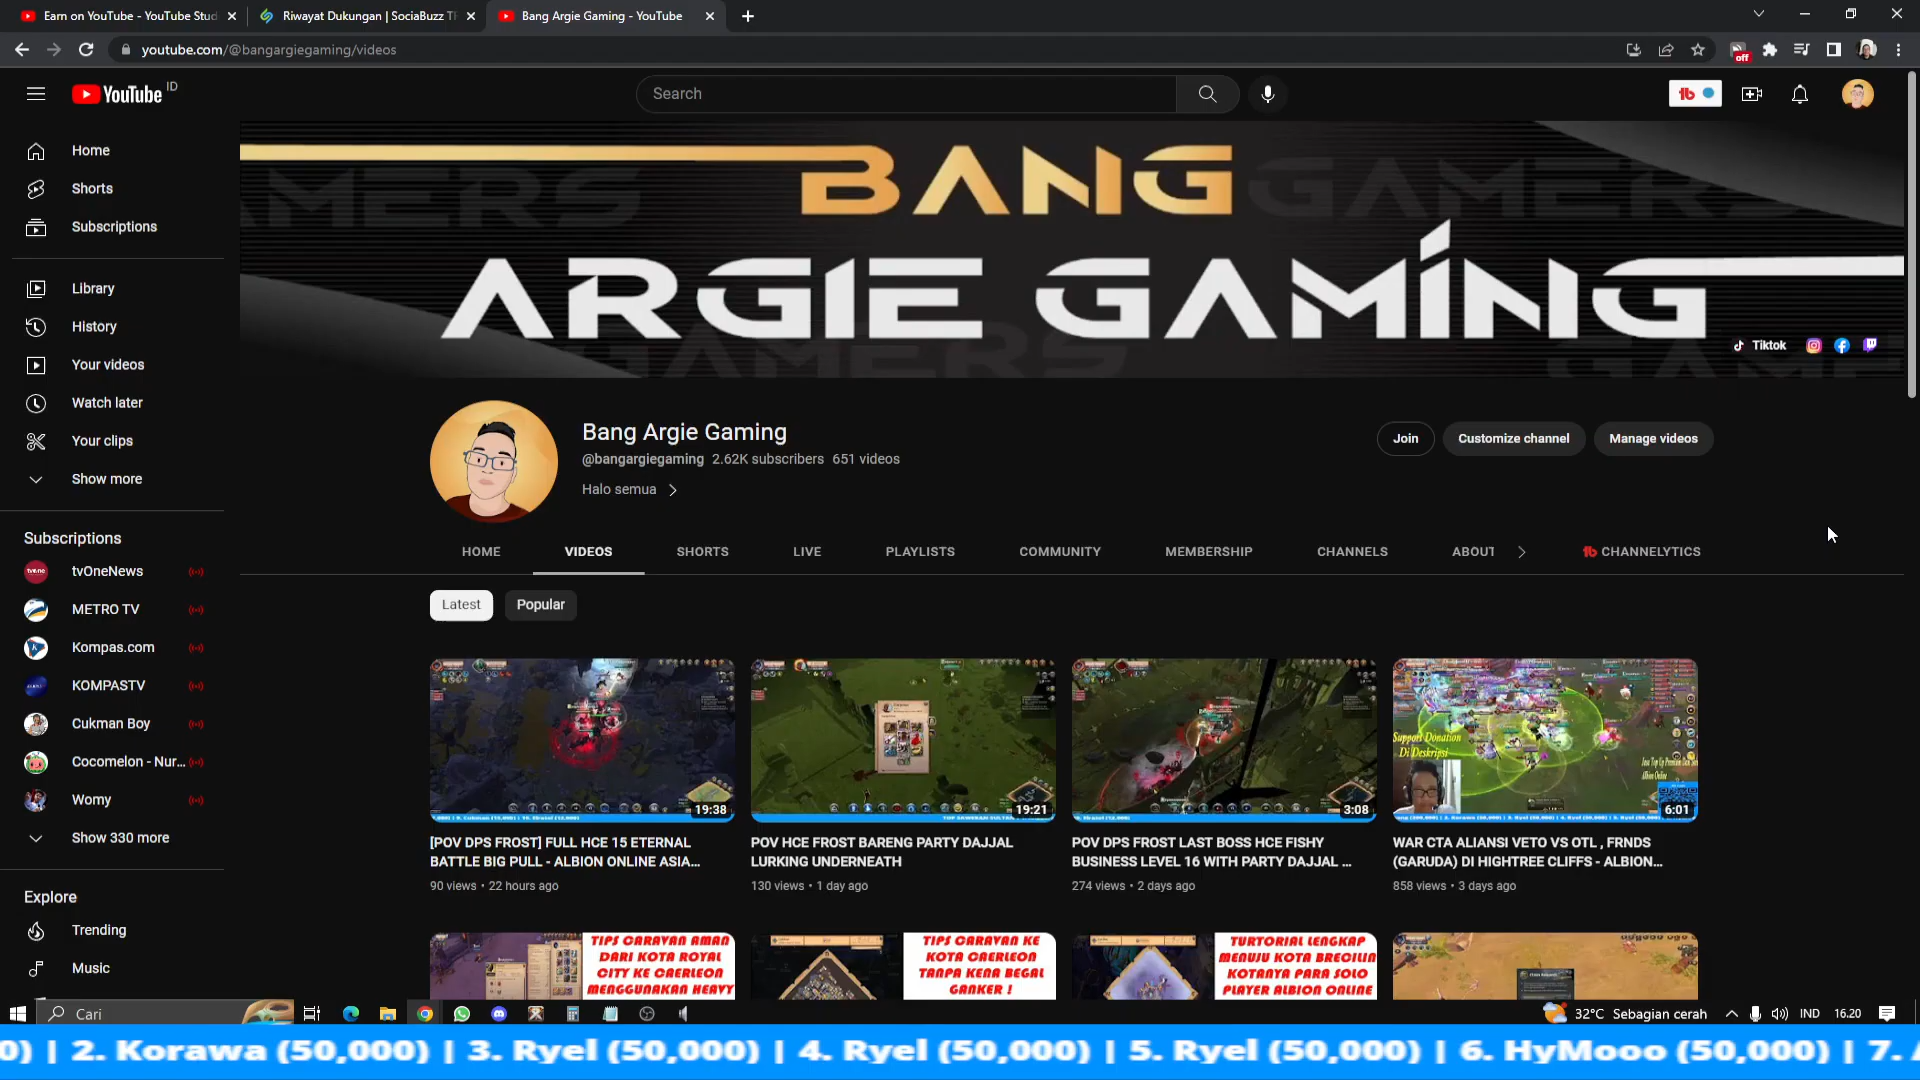 Earn on YouTube - YouTube Stud
Riwayat Dukungan | SociaBuzz TR
Bang Argie Gaming - YouTube
youtube.com/@bangargiegaming/videos
off
YouTube ID
Search
Home
Shorts
Subscriptions
Library
History
Your videos
Watch later
Your clips
Show more
Subscriptions
tvOneNews
METRO TV
Kompas.com
KOMPASTV
Cukman Boy
Cocomelon - Nur...
Womy
Show 330 more
Explore
Trending
Music
BANG
ARGIE GAMING
GAMERS
Tiktok
Bang Argie Gaming
@bangargiegaming 2.62K subscribers 651 videos
Halo semua
Join
Customize channel
Manage videos
HOME
VIDEOS
SHORTS
LIVE
PLAYLISTS
COMMUNITY
MEMBERSHIP
CHANNELS
ABOUT
CHANNELYTICS
Latest
Popular
19:38
[POV DPS FROST] FULL HCE 15 ETERNAL
BATTLE BIG PULL - ALBION ONLINE ASIA...
90 views • 22 hours ago
19:21
POV HCE FROST BARENG PARTY DAJJAL
LURKING UNDERNEATH
130 views • 1 day ago
3:08
POV DPS FROST LAST BOSS HCE FISHY
BUSINESS LEVEL 16 WITH PARTY DAJJAL ...
274 views • 2 days ago
Support Donation
Di Deskripsi
6:01
WAR CTA ALIANSI VETO VS OTL , FRNDS
(GARUDA) DI HIGHTREE CLIFFS - ALBION...
858 views • 3 days ago
TIPS CARAVAN AMAN
DARI KOTA ROYAL
CITY KE CAERLEON
MENGGUNAKAN HEAVY
TIPS CARAVAN KE
KOTA CAERLEON
TANPA KENA BEGAL
GANKER !
TURTORIAL LENGKAP
MENUJU KOTA BRECILIN
KOTANYA PARA SOLO
PLAYER ALBION ONLINE
Cari
32°C Sebagian cerah
IND
16.20
0) | 2. Korawa (50,000) | 3. Ryel (50,000) | 4. Ryel (50,000) | 5. Ryel (50,000) | 6. HyMooo (50,000) | 7.